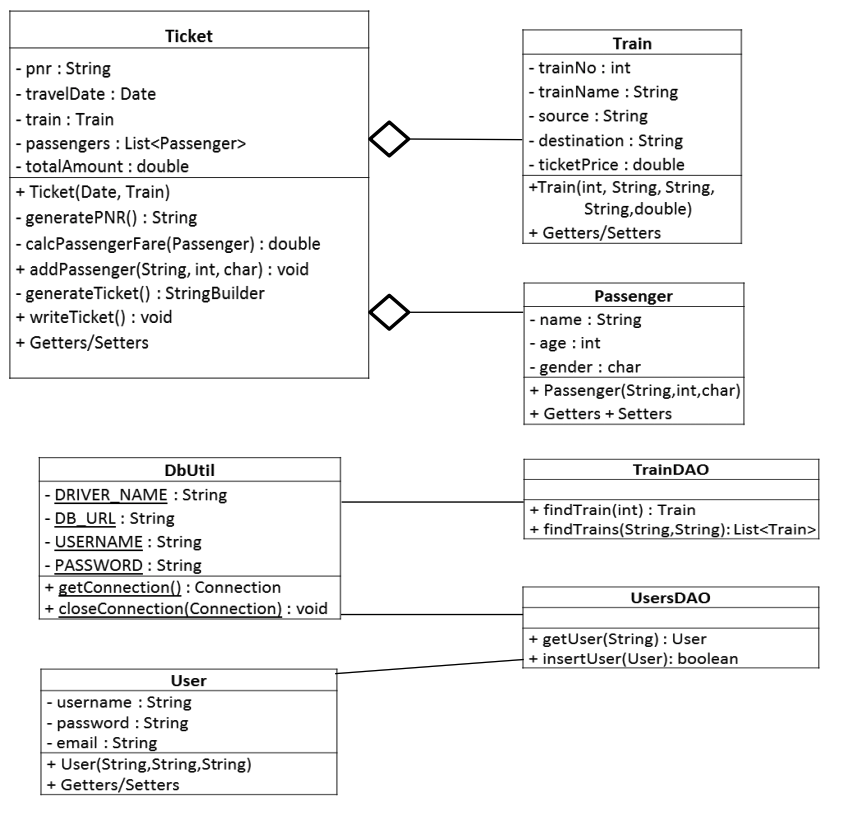 Ticket
- pnr : String
- travelDate : Date
- train : Train
- passengers : List<Passenger>
- totalAmount : double
+ Ticket(Date, Train)
- generatePNR() : String
- calcPassengerFare(Passenger) : double
+ addPassenger(String, int, char) : void
- generateTicket() : StringBuilder
+ writeTicket() : void
+ Getters/Setters
Train
- trainNo : int
- trainName : String
- source : String
- destination : String
- ticketPrice : double
+Train(int, String, String,
String,double)
+ Getters/Setters
Passenger
- name : String
- age : int
- gender : char
+ Passenger(String,int,char)
+ Getters + Setters
DbUtil
- DRIVER_NAME : String
- DB_URL : String
- USERNAME : String
- PASSWORD : String
+ getConnection() : Connection
+ closeConnection(Connection) : void
TrainDAO
+ findTrain(int) : Train
+ findTrains(String,String): List<Train>
UsersDAO
+ getUser(String) : User
+ insertUser(User): boolean
User
- username : String
- password : String
- email : String
+ User(String,String,String)
+ Getters/Setters